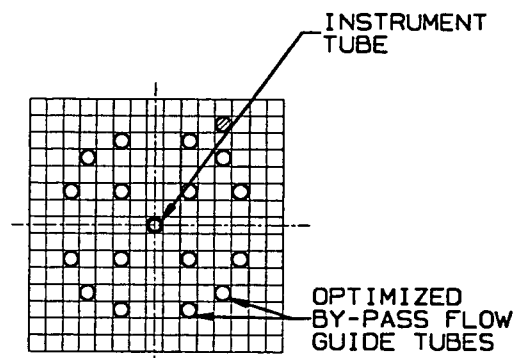 INSTRUMENT
TUBE
OPTIMIZED
BY-PASS FLOW
GUIDE TUBES